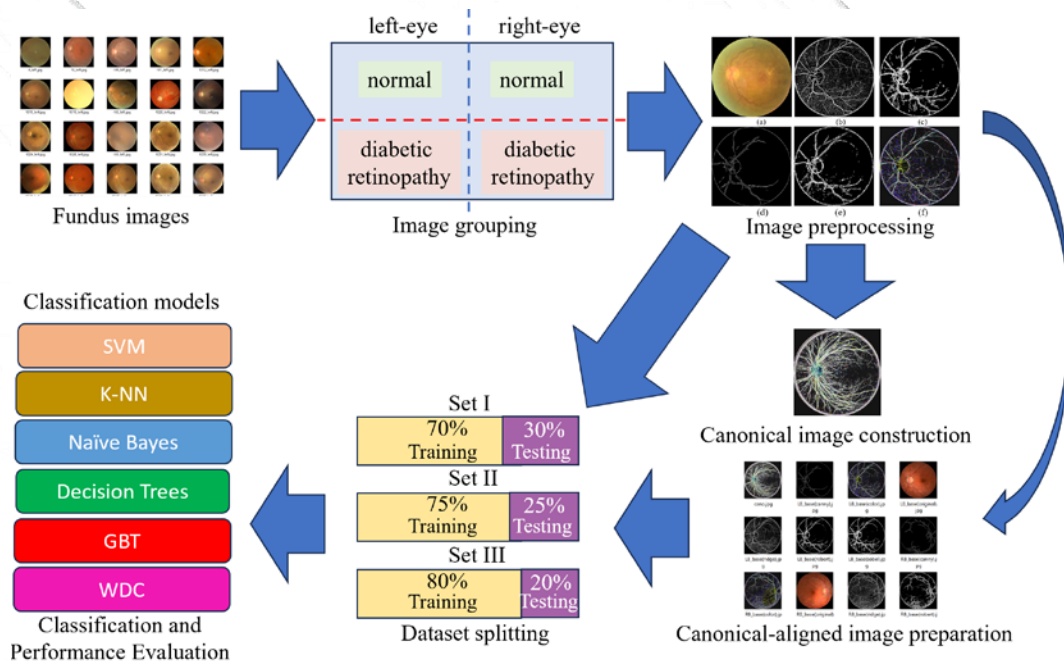 left-eye
right-eye
normal
normal
diabetic
retinopathy
diabetic
retinopathy
Fundus images
Image grouping
(a)
(b)
(c)
(d)
(e)
(f)
Image preprocessing
Classification models
SVM
K-NN
Naïve Bayes
Decision Trees
GBT
WDC
Classification and
Performance Evaluation
Set I
70%
Training
30%
Testing
Set II
75%
Training
25%
Testing
Set III
80%
Training
20%
Testing
Dataset splitting
Canonical image construction
Canonical-aligned image preparation